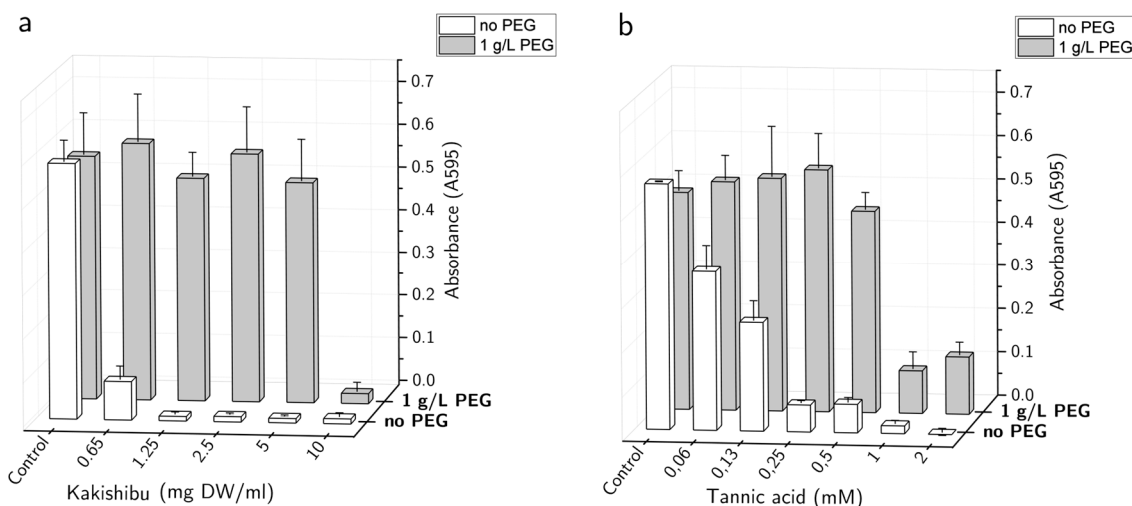 a
no PEG
1 g/L PEG
0.7
0.6
0.5
0.4
0.3
0.2
0.1
0.0
Absorbance (A595)
1 g/L PEG
no PEG
Control
0.65
1.25
2.5
5
10
Kakishibu (mg DW/ml)
b
no PEG
1 g/L PEG
0.7
0.6
0.5
0.4
0.3
0.2
0.1
0.0
Absorbance (A595)
1 g/L PEG
no PEG
Control
0,06
0,13
0,25
0,5
1
2
Tannic acid (mM)